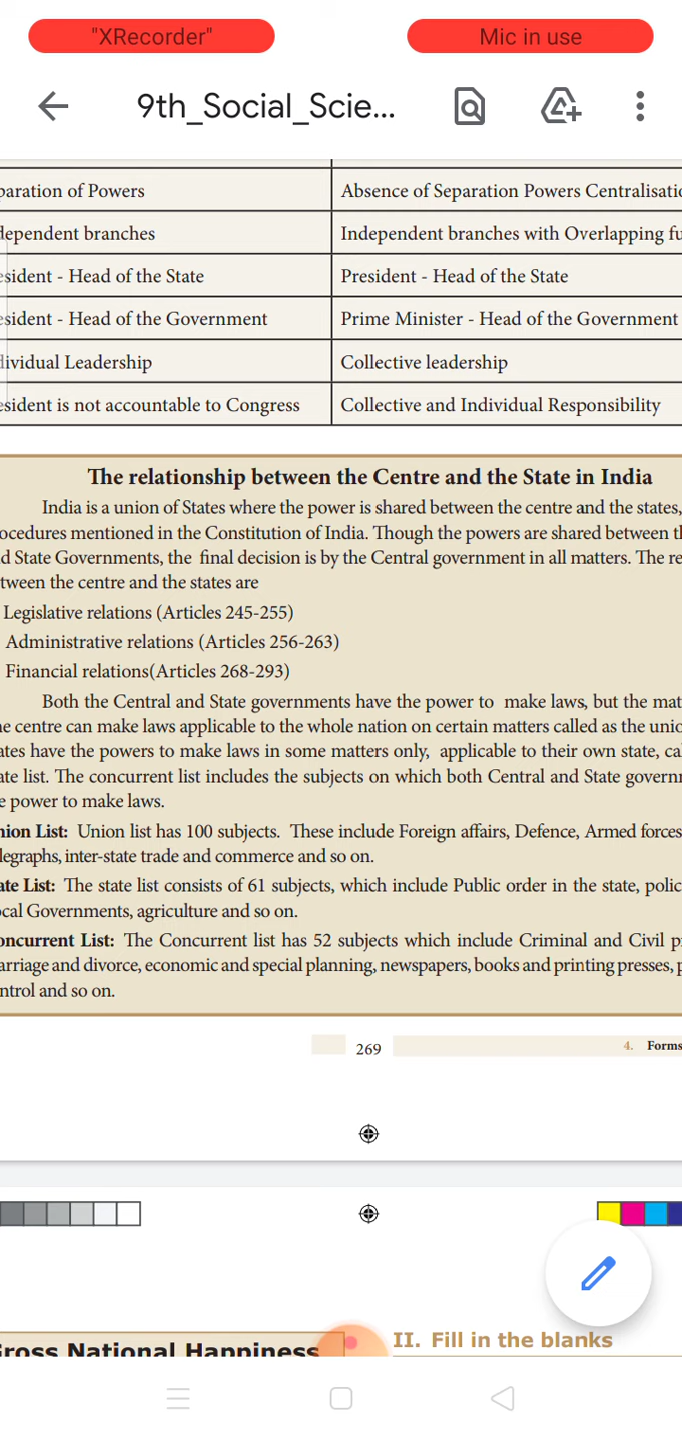 "XRecorder" Mic in use
9th_Social_Scie...
paration of Powers Absence of Separation Powers Centralisatio
dependent branches Independent branches with Overlapping fu
esident - Head of the State President - Head of the State
esident - Head of the Government Prime Minister - Head of the Government
dividual Leadership Collective leadership
esident is not accountable to Congress Collective and Individual Responsibility
The relationship between the Centre and the State in India
India is a union of States where the power is shared between the centre and the states,
ocedures mentioned in the Constitution of India. Though the powers are shared between th
d State Governments, the final decision is by the Central government in all matters. The re
tween the centre and the states are
Legislative relations (Articles 245-255)
Administrative relations (Articles 256-263)
Financial relations(Articles 268-293)
Both the Central and State governments have the power to make laws, but the mat
he centre can make laws applicable to the whole nation on certain matters called as the unio
ates have the powers to make laws in some matters only, applicable to their own state, cal
ate list. The concurrent list includes the subjects on which both Central and State governm
e power to make laws.
nion List: Union list has 100 subjects. These include Foreign affairs, Defence, Armed forces
legraphs, inter-state trade and commerce and so on.
ate List: The state list consists of 61 subjects, which include Public order in the state, polic
ocal Governments, agriculture and so on.
oncurrent List: The Concurrent list has 52 subjects which include Criminal and Civil p
arriage and divorce, economic and special planning, newspapers, books and printing presses, p
ntrol and so on.
269 4. Forms
ross National Happiness
II. Fill in the blanks